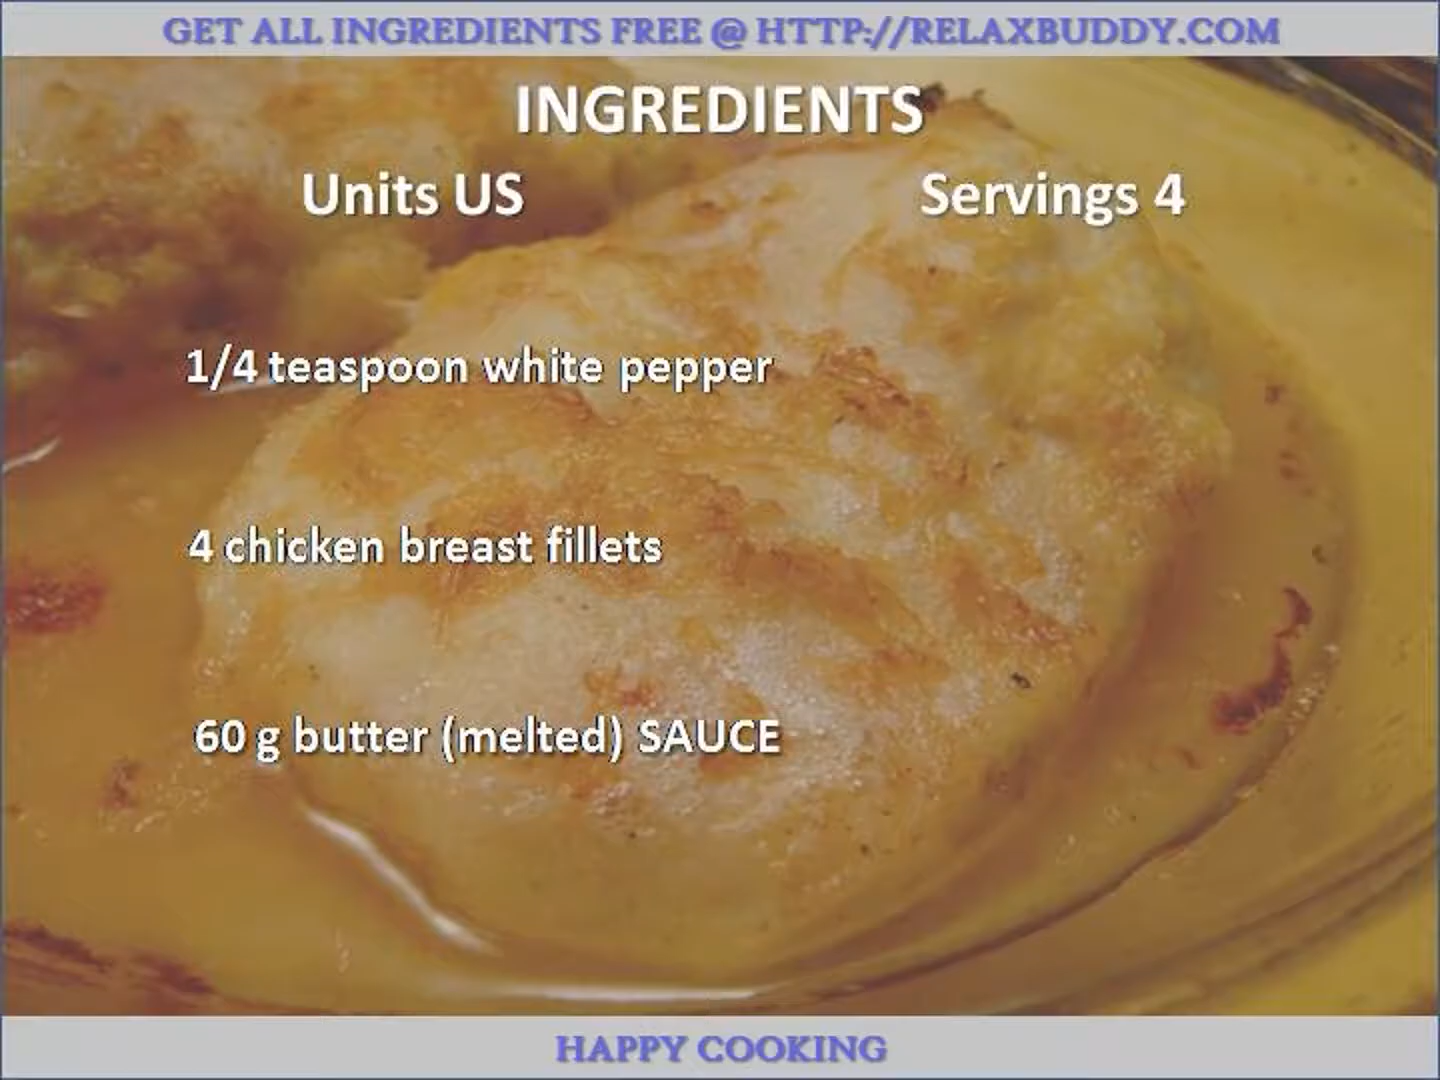 GET ALL INGREDIENTS FREE @ HTTP://RELAXBUDDY.COM
INGREDIENTS
Units US
Servings 4
1/4 teaspoon white pepper
4 chicken breast fillets
60 g butter (melted) SAUCE
HAPPY COOKING